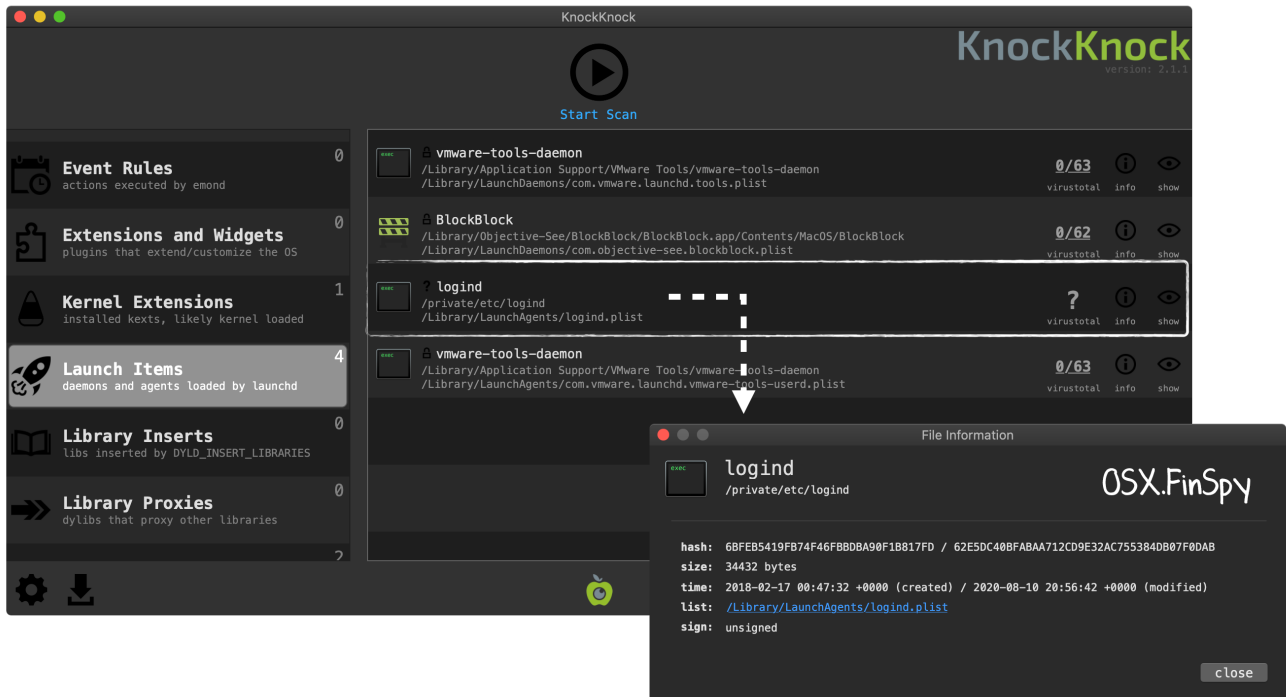 KnockKnock
KnockKnock
version: 2.1.1
Start Scan
Event Rules
0
actions executed by emond
Extensions and Widgets
0
plugins that extend/customize the OS
Kernel Extensions
1
installed kexts, likely kernel loaded
Launch Items
4
daemons and agents loaded by launchd
Library Inserts
0
libs inserted by DYLD_INSERT_LIBRARIES
Library Proxies
0
dylibs that proxy other libraries
2
exec
vmware-tools-daemon
/Library/Application Support/VMware Tools/vmware-tools-daemon
/Library/LaunchDaemons/com.vmware.launchd.tools.plist
0/63
virustotal info show
BlockBlock
/Library/Objective-See/BlockBlock/BlockBlock.app/Contents/MacOS/BlockBlock
/Library/LaunchDaemons/com.objective-see.blockblock.plist
0/62
virustotal info show
exec
? logind
/private/etc/logind
/Library/LaunchAgents/logind.plist
?
virustotal info show
exec
vmware-tools-daemon
/Library/Application Support/VMware Tools/vmware-tools-daemon
/Library/LaunchAgents/com.vmware.launchd.vmware-tools-userd.plist
0/63
virustotal info show
File Information
exec
logind
/private/etc/logind
OSX.FinSpy
hash: 6BFEB5419FB74F46FBBDBA90F1B817FD / 62E5DC40BFABAA712CD9E32AC755384DB07F0DAB
size: 34432 bytes
time: 2018-02-17 00:47:32 +0000 (created) / 2020-08-10 20:56:42 +0000 (modified)
list: /Library/LaunchAgents/logind.plist
sign: unsigned
close